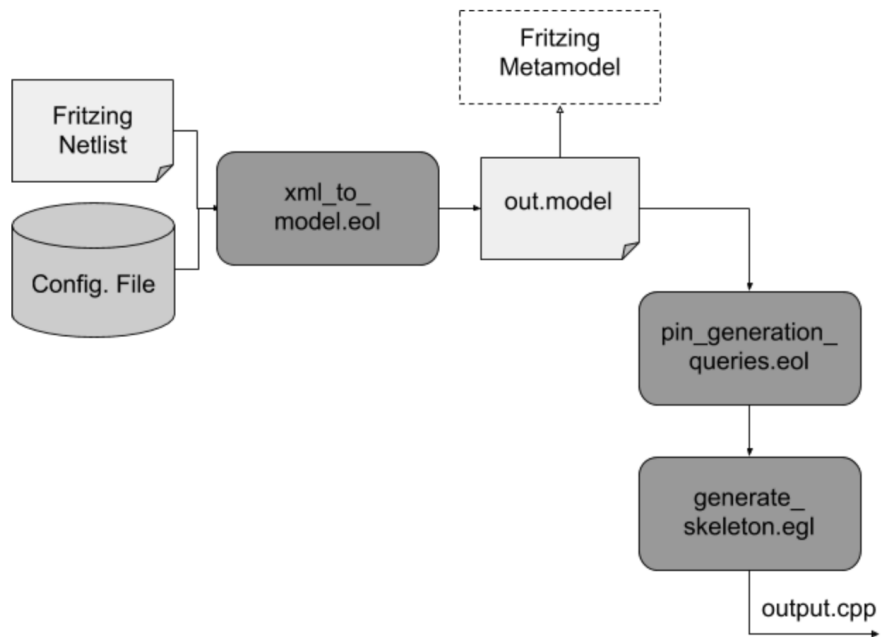 Fritzing
Metamodel
Fritzing
Netlist
xml_to_
model.eol
out.model
Config. File
pin_generation_
queries.eol
generate_
skeleton.egl
output.cpp